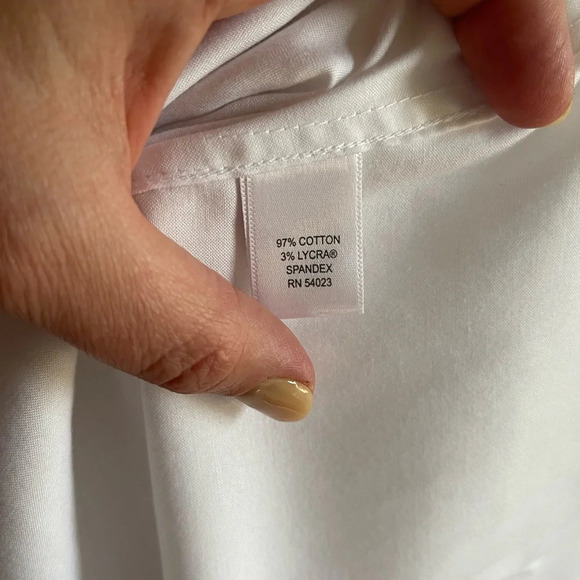 97% COTTON
3% LYCRA®
SPANDEX
RN 54023